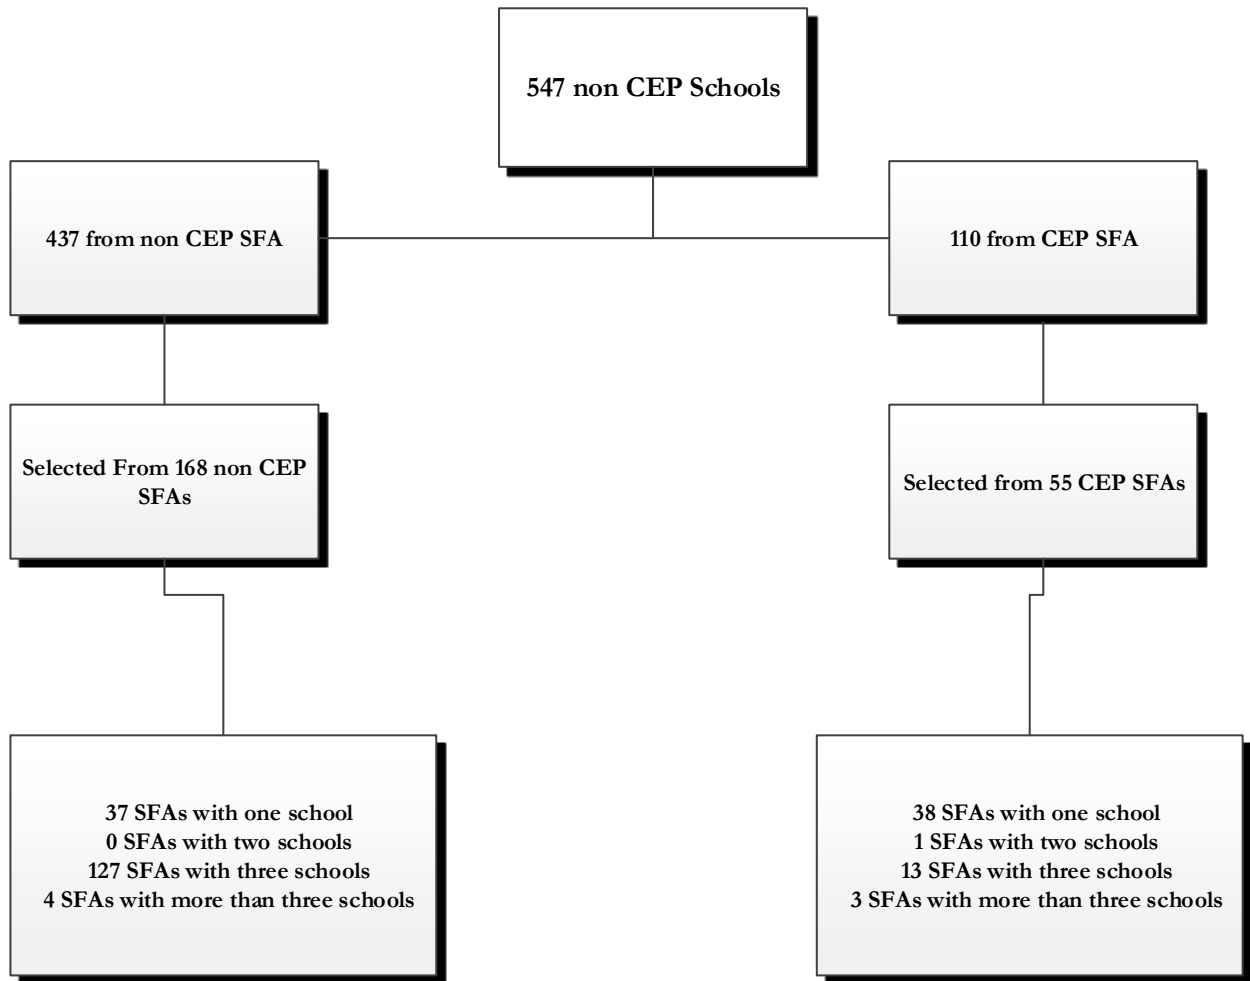 547 non CEP Schools
437 from non CEP SFA
110 from CEP SFA
Selected From 168 non CEP
SFAs
Selected from 55 CEP SFAs
37 SFAs with one school
0 SFAs with two schools
127 SFAs with three schools
4 SFAs with more than three schools
38 SFAs with one school
1 SFAs with two schools
13 SFAs with three schools
3 SFAs with more than three schools